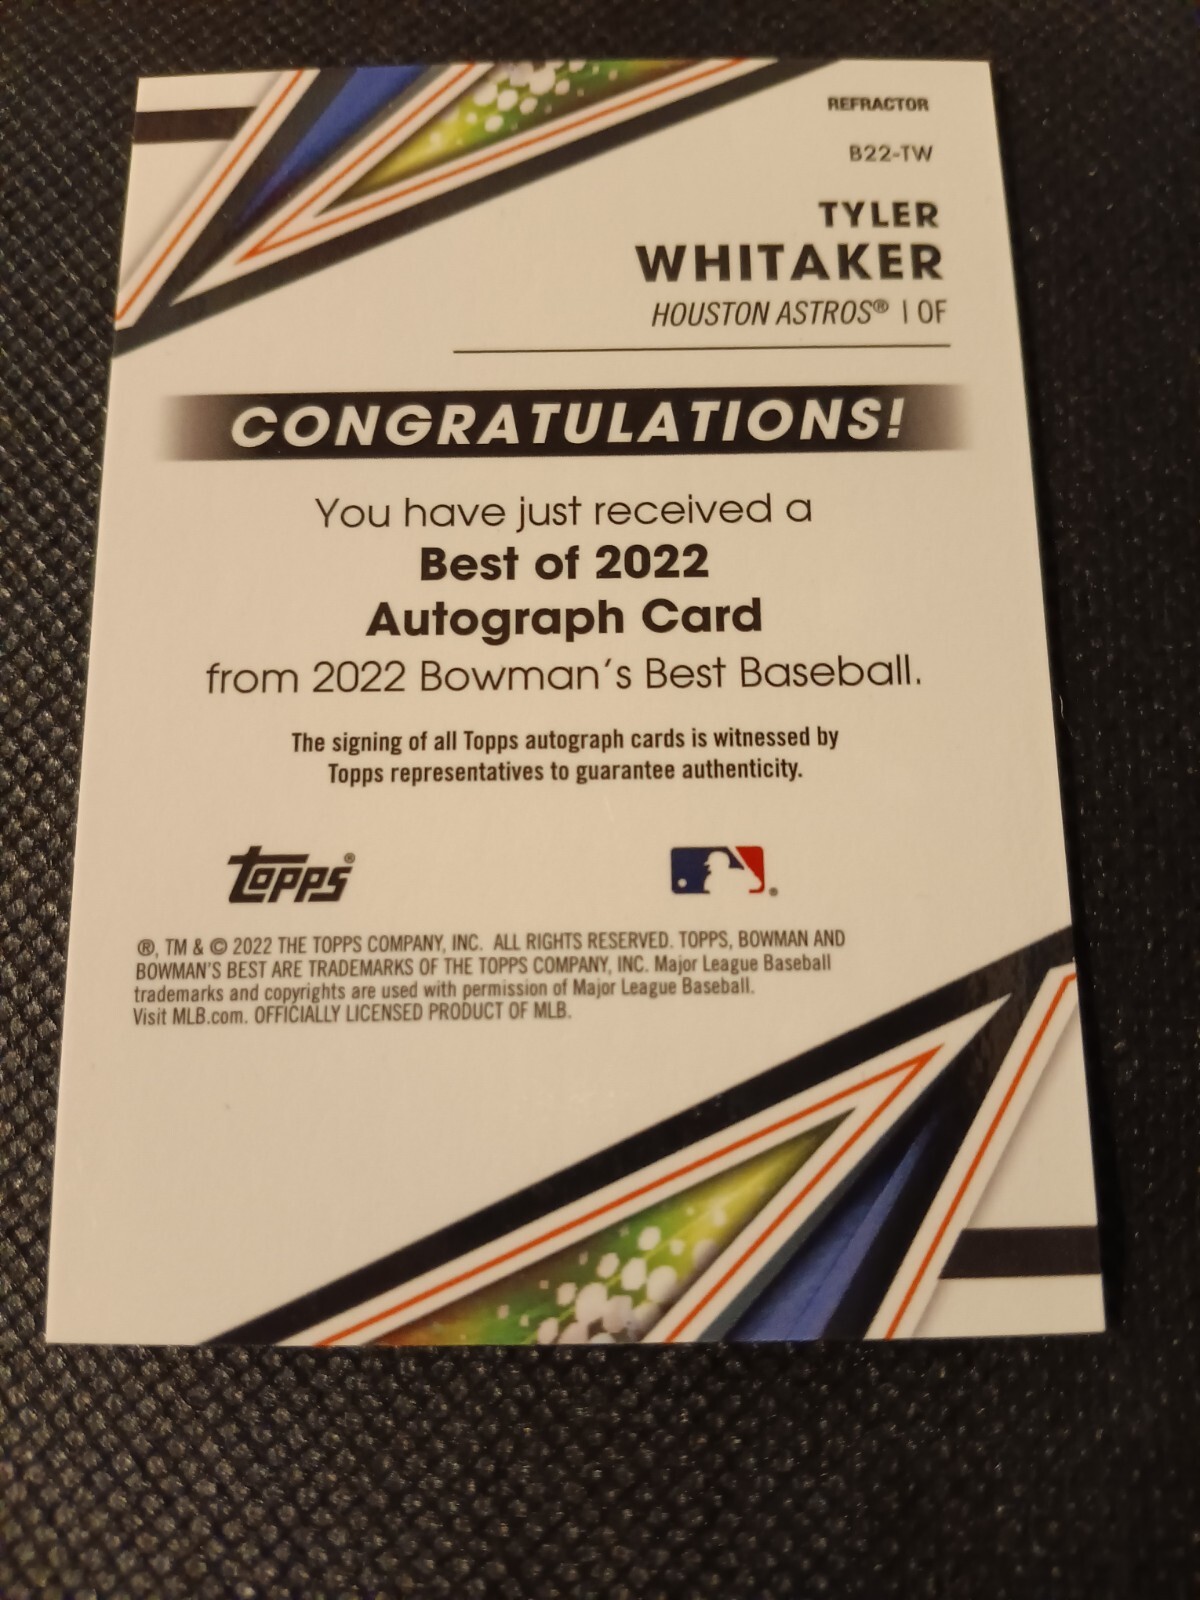 REFRACTOR
B22-TW
TYLER
WHITAKER
HOUSTON ASTROS® | OF
CONGRATULATIONS!
You have just received a
Best of 2022
Autograph Card
from 2022 Bowman's Best Baseball.
The signing of all Topps autograph cards is witnessed by
Topps representatives to guarantee authenticity.
Topps®
®
®, TM & © 2022 THE TOPPS COMPANY, INC. ALL RIGHTS RESERVED. TOPPS, BOWMAN AND
BOWMAN'S BEST ARE TRADEMARKS OF THE TOPPS COMPANY, INC. Major League Baseball
trademarks and copyrights are used with permission of Major League Baseball.
Visit MLB.com. OFFICIALLY LICENSED PRODUCT OF MLB.